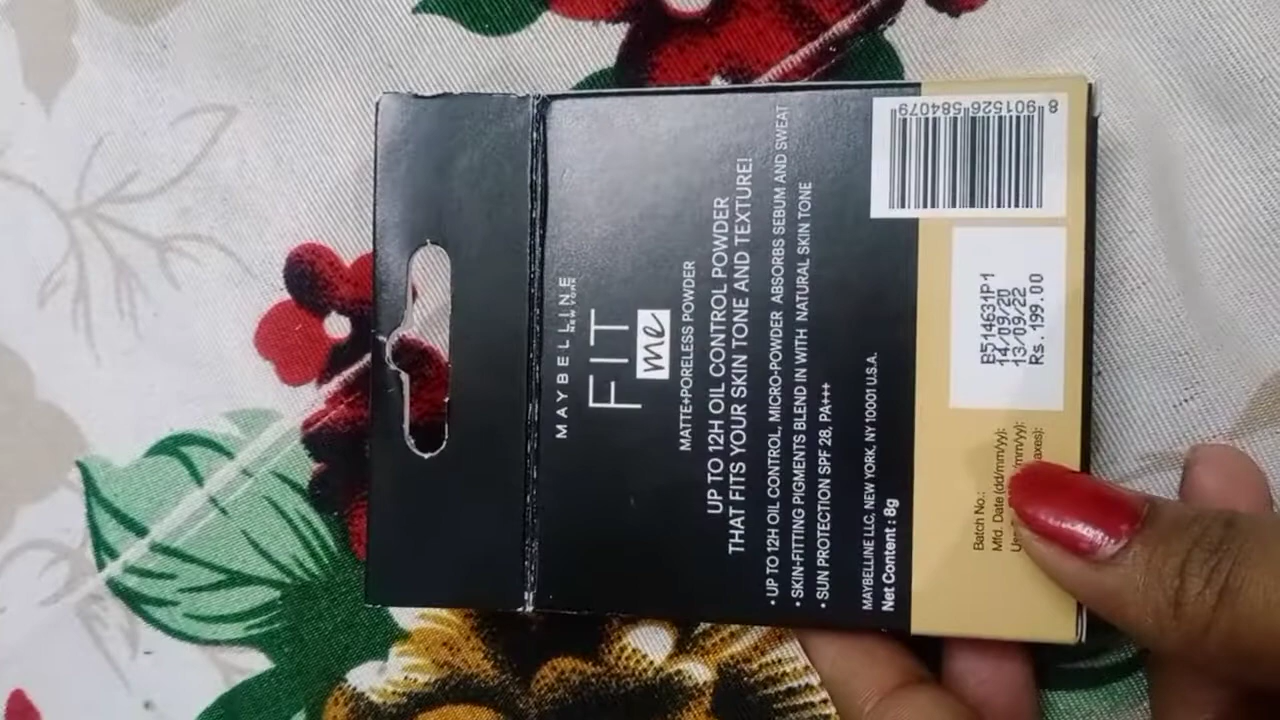 MAYBELLINE
NEW YORK
FIT
me
MATTE+PORELESS POWDER
UP TO 12H OIL CONTROL POWDER
THAT FITS YOUR SKIN TONE AND TEXTURE!
• UP TO 12H OIL CONTROL, MICRO-POWDER ABSORBS SEBUM AND SWEAT
• SKIN-FITTING PIGMENTS BLEND IN WITH NATURAL SKIN TONE
• SUN PROTECTION SPF 28, PA+++
MAYBELLINE LLC, NEW YORK, NY 10001 U.S.A.
Net Content : 8g
8 901526 584079
Batch No.: B514631P1
Mfd. Date (dd/mm/yy): 14/09/20
/mm/yy): 13/09/22
Rs. 199.00